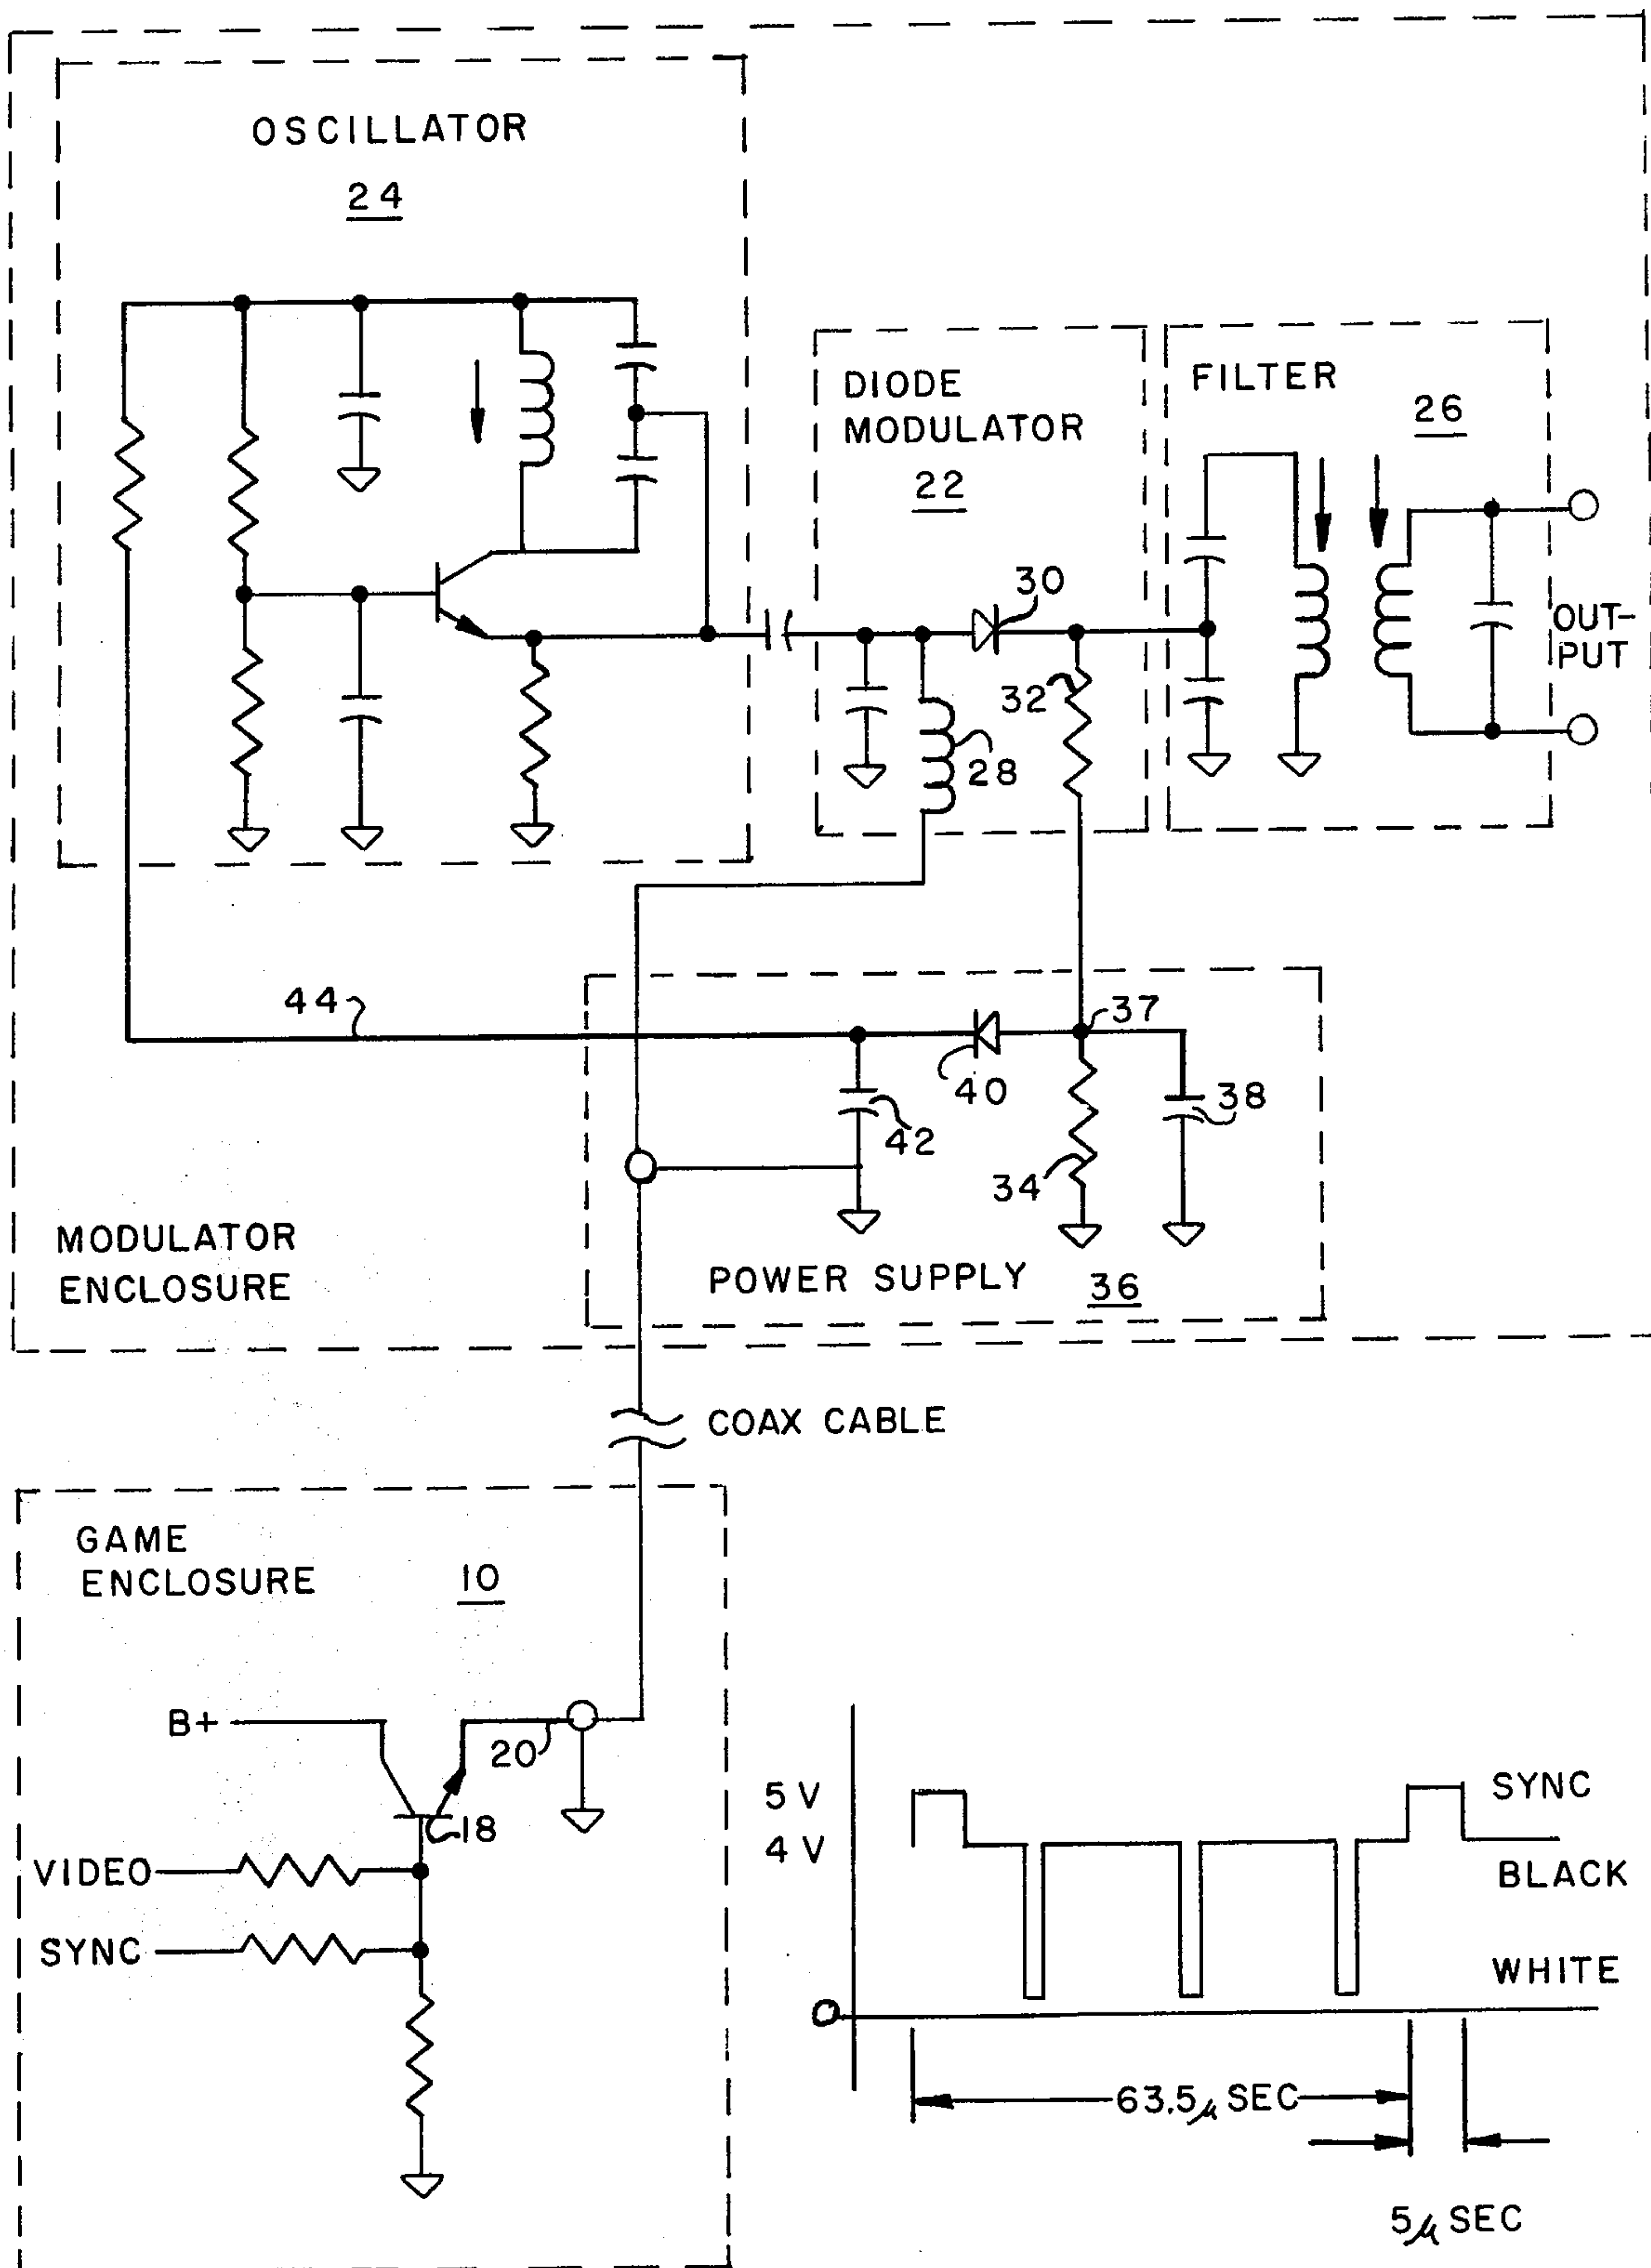 OSCILLATOR
24
DIODE
MODULATOR
22
FILTER
26
30
OUT-
PUT
32
28
44
37
40
38
42
34
MODULATOR
ENCLOSURE
POWER SUPPLY
36
COAX CABLE
GAME
ENCLOSURE
10
B+
20
18
VIDEO
SYNC
5 V
SYNC
4 V
BLACK
WHITE
0
63.5μ SEC
5μ SEC